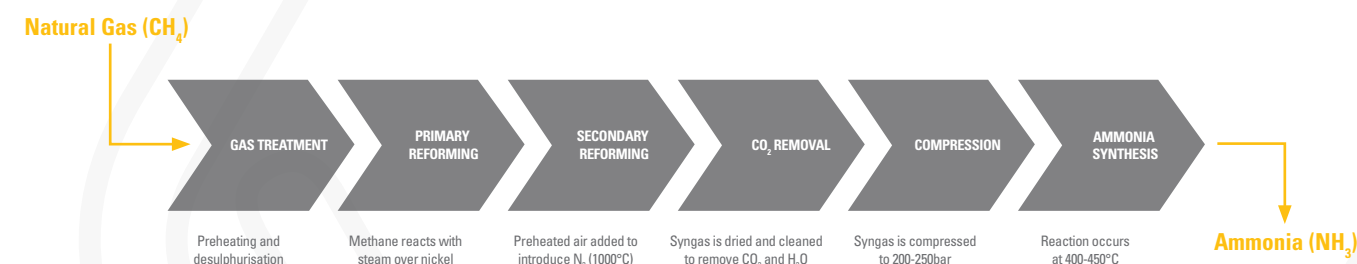 Natural Gas (CH₄)
GAS TREATMENT
PRIMARY
REFORMING
SECONDARY
REFORMING
CO₂ REMOVAL
COMPRESSION
AMMONIA
SYNTHESIS
Preheating and
desulphurisation
Methane reacts with
steam over nickel
Preheated air added to
introduce N₂ (1000°C)
Syngas is dried and cleaned
to remove CO₂ and H₂O
Syngas is compressed
to 200-250bar
Reaction occurs
at 400-450°C
Ammonia (NH₃)